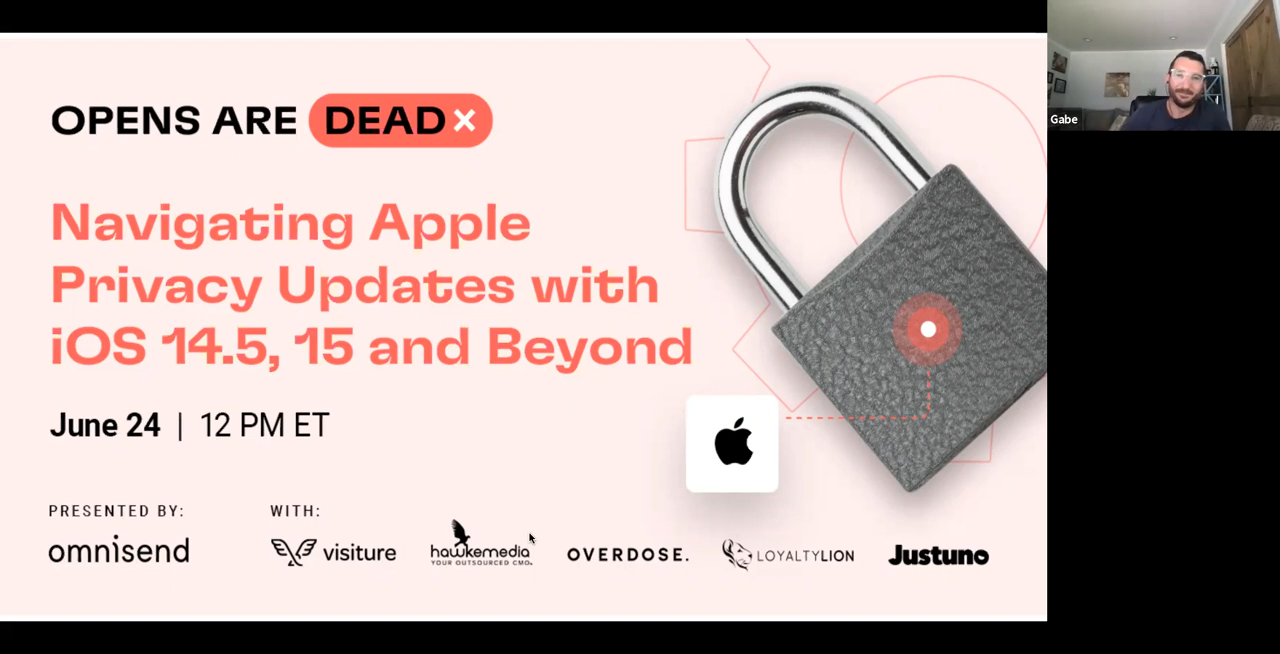 OPENS ARE DEAD ×
Navigating Apple
Privacy Updates with
iOS 14.5, 15 and Beyond
June 24 | 12 PM ET
PRESENTED BY:
omnisend
WITH:
visiture
hawkemedia
YOUR OUTSOURCED CMO.
OVERDOSE.
LOYALTYLION
Justuno
Gabe